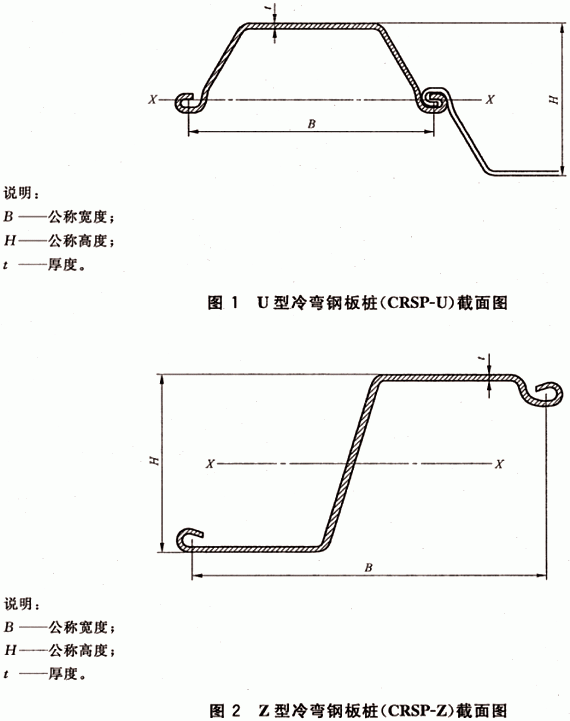 t
X
X
H
B
说明：
B ——公称宽度；
H ——公称高度；
t ——厚度。
图 1 U 型冷弯钢板桩(CRSP-U)截面图
t
H
X
X
B
说明：
B ——公称宽度；
H ——公称高度；
t ——厚度。
图 2 Z 型冷弯钢板桩(CRSP-Z)截面图